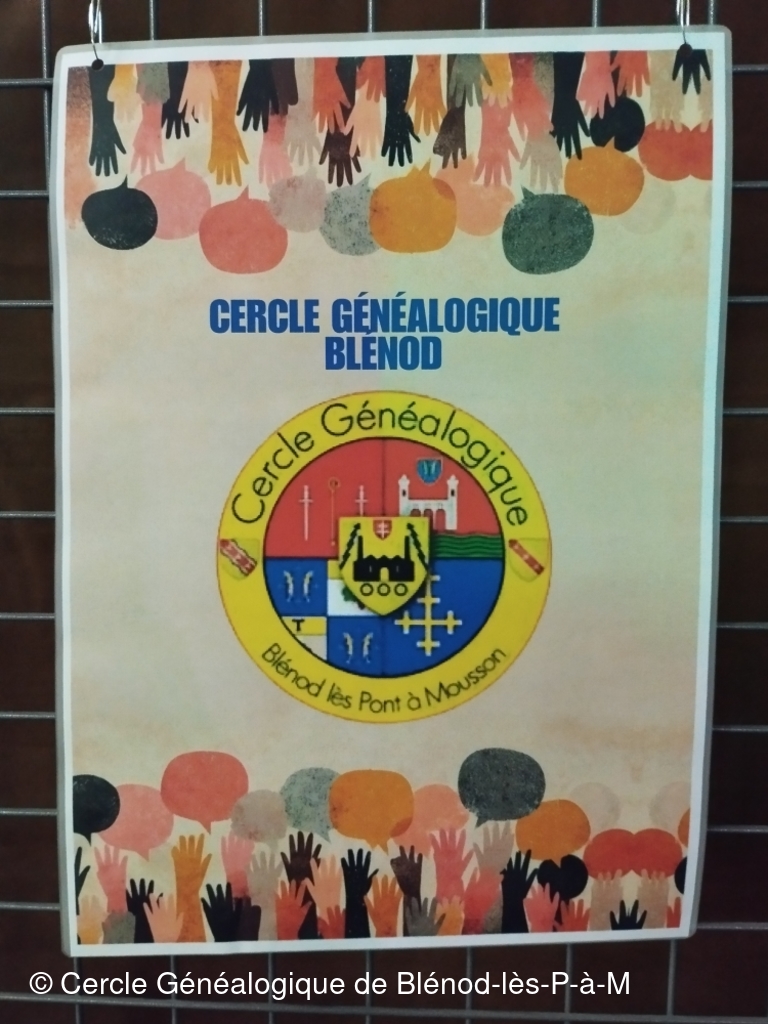 CERCLE GÉNÉALOGIQUE
BLÉNOD
Cercle Généalogique
T
Blénod lès Pont à Mousson
© Cercle Généalogique de Blénod-lès-P-à-M